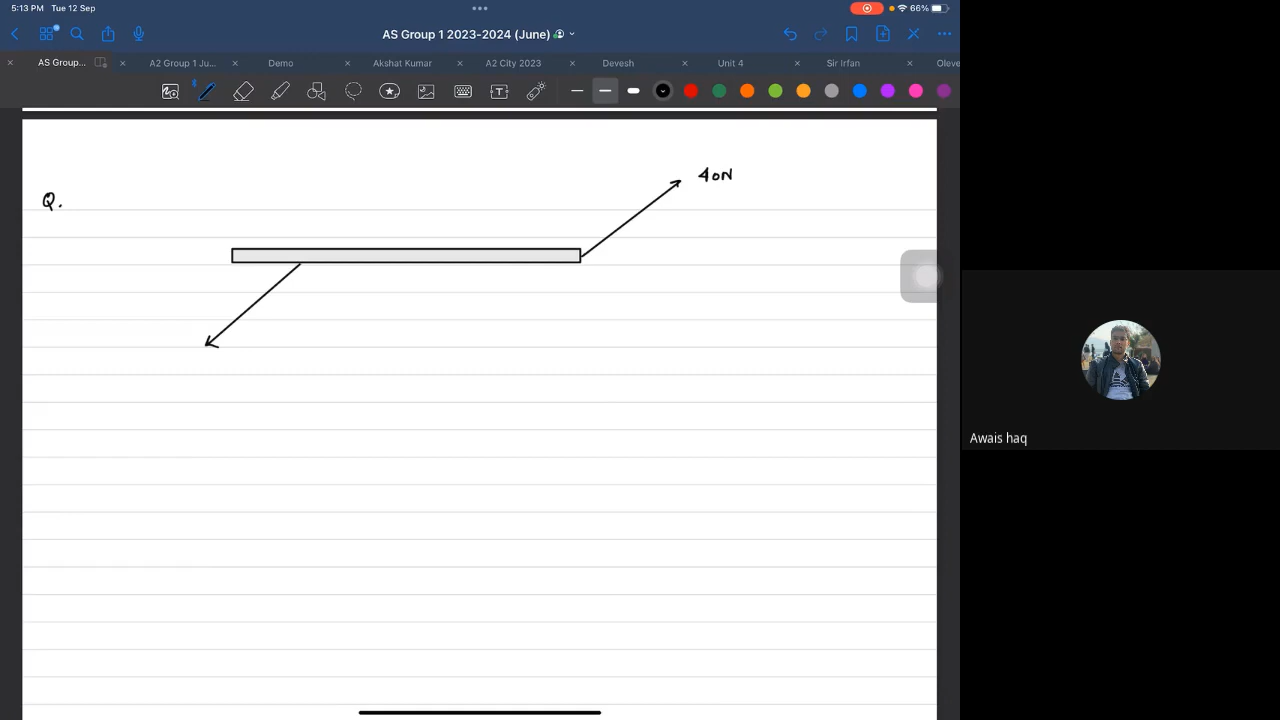 5:13 PM Tue 12 Sep
66%
AS Group 1 2023-2024 (June)
AS Group... A2 Group 1 Ju... Demo Akshat Kumar A2 City 2023 Devesh Unit 4 Sir Irfan Oleve
40N
Q.
Awais haq